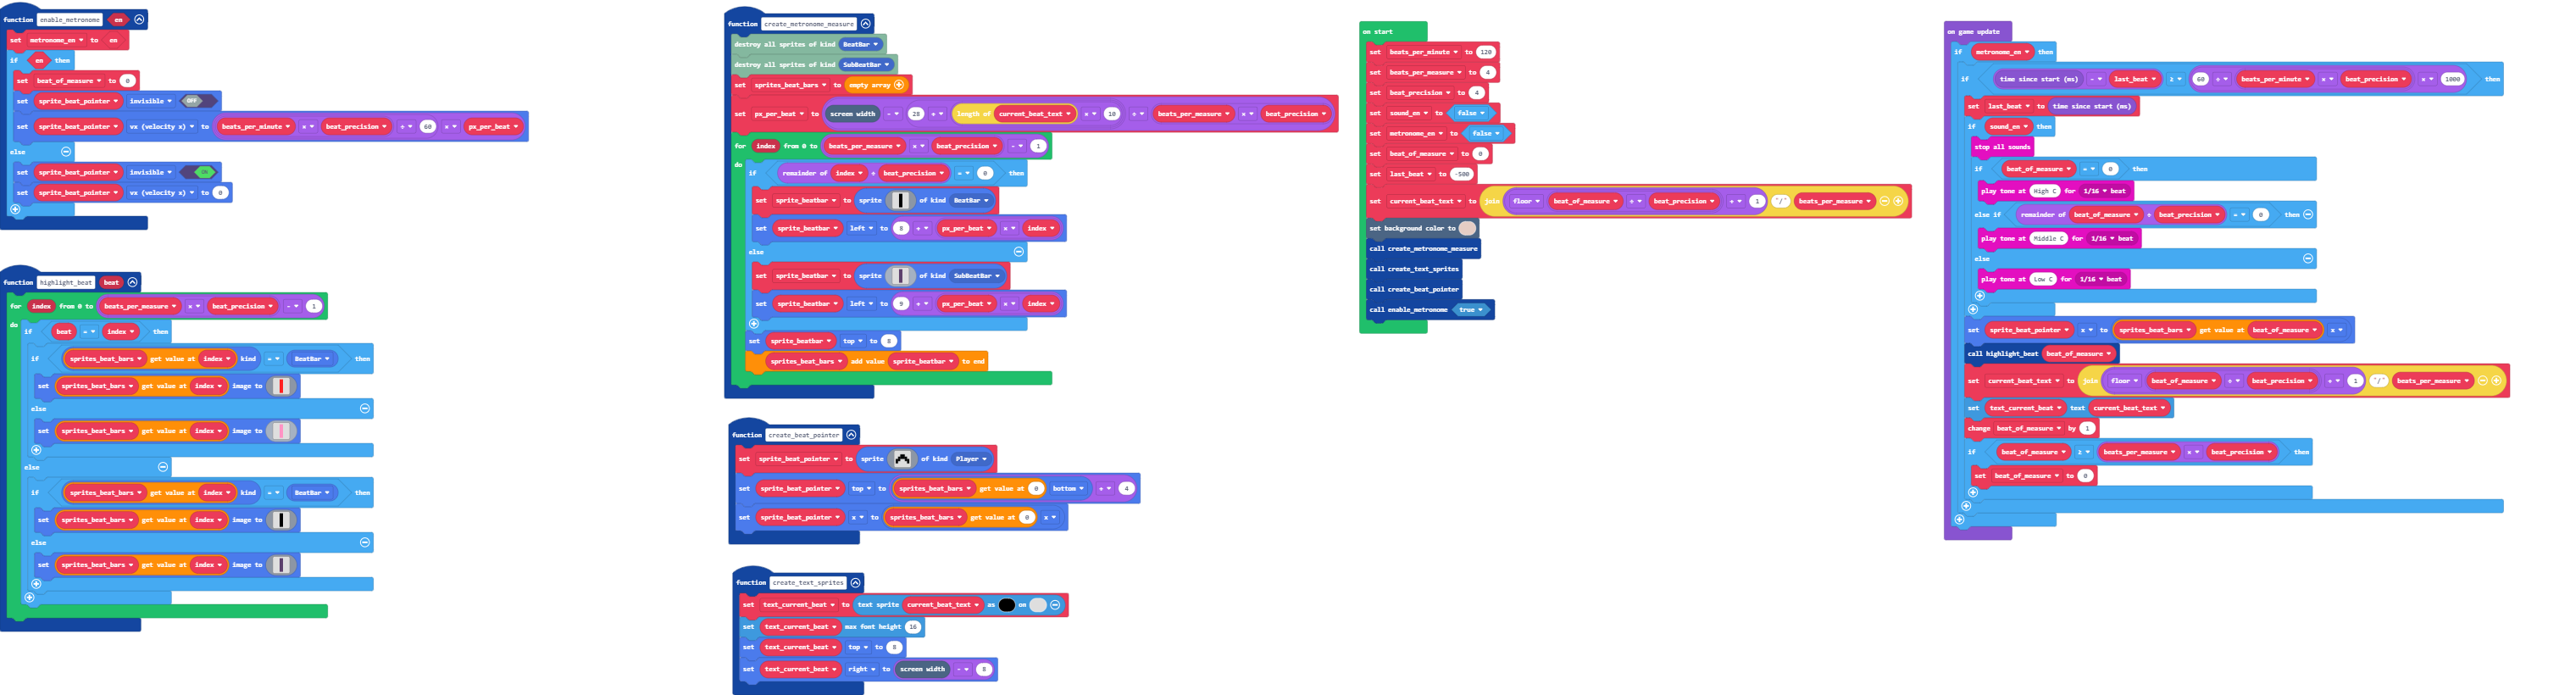 function enable_metronome en
set metronome_en to en
if en then
set beat_of_measure to 0
set sprite_beat_pointer invisible OFF
set sprite_beat_pointer vx (velocity x) to beats_per_minute × beat_precision ÷ 60 × px_per_beat
else
set sprite_beat_pointer invisible ON
set sprite_beat_pointer vx (velocity x) to 0
function highlight_beat beat
for index from 0 to beats_per_measure × beat_precision - 1
do
if beat = index then
if sprites_beat_bars get value at index kind = BeatBar then
set sprites_beat_bars get value at index image to
else
set sprites_beat_bars get value at index image to
else
if sprites_beat_bars get value at index kind = BeatBar then
set sprites_beat_bars get value at index image to
else
set sprites_beat_bars get value at index image to
function create_metronome_measure
destroy all sprites of kind BeatBar
destroy all sprites of kind SubBeatBar
set sprites_beat_bars to empty array
set px_per_beat to screen width - 28 + length of current_beat_text × 10 ÷ beats_per_measure × beat_precision
for index from 0 to beats_per_measure × beat_precision - 1
do
if remainder of index ÷ beat_precision = 0 then
set sprite_beatbar to sprite of kind BeatBar
set sprite_beatbar left to 8 + px_per_beat × index
else
set sprite_beatbar to sprite of kind SubBeatBar
set sprite_beatbar left to 9 + px_per_beat × index
set sprite_beatbar top to 8
sprites_beat_bars add value sprite_beatbar to end
function create_beat_pointer
set sprite_beat_pointer to sprite of kind Player
set sprite_beat_pointer top to sprites_beat_bars get value at 0 bottom + 4
set sprite_beat_pointer x to sprites_beat_bars get value at 0 x
function create_text_sprites
set text_current_beat to text sprite current_beat_text as on
set text_current_beat max font height 16
set text_current_beat top to 8
set text_current_beat right to screen width - 8
on start
set beats_per_minute to 120
set beats_per_measure to 4
set beat_precision to 4
set sound_en to false
set metronome_en to false
set beat_of_measure to 0
set last_beat to -500
set current_beat_text to join floor beat_of_measure ÷ beat_precision + 1 "/" beats_per_measure
set background color to
call create_metronome_measure
call create_text_sprites
call create_beat_pointer
call enable_metronome true
on game update
if metronome_en then
if time since start (ms) - last_beat ≥ 60 ÷ beats_per_minute × beat_precision × 1000 then
set last_beat to time since start (ms)
if sound_en then
stop all sounds
if beat_of_measure = 0 then
play tone at High C for 1/16 beat
else if remainder of beat_of_measure ÷ beat_precision = 0 then
play tone at Middle C for 1/16 beat
else
play tone at Low C for 1/16 beat
set sprite_beat_pointer x to sprites_beat_bars get value at beat_of_measure x
call highlight_beat beat_of_measure
set current_beat_text to join floor beat_of_measure ÷ beat_precision + 1 "/" beats_per_measure
set text_current_beat text current_beat_text
change beat_of_measure by 1
if beat_of_measure ≥ beats_per_measure × beat_precision then
set beat_of_measure to 0